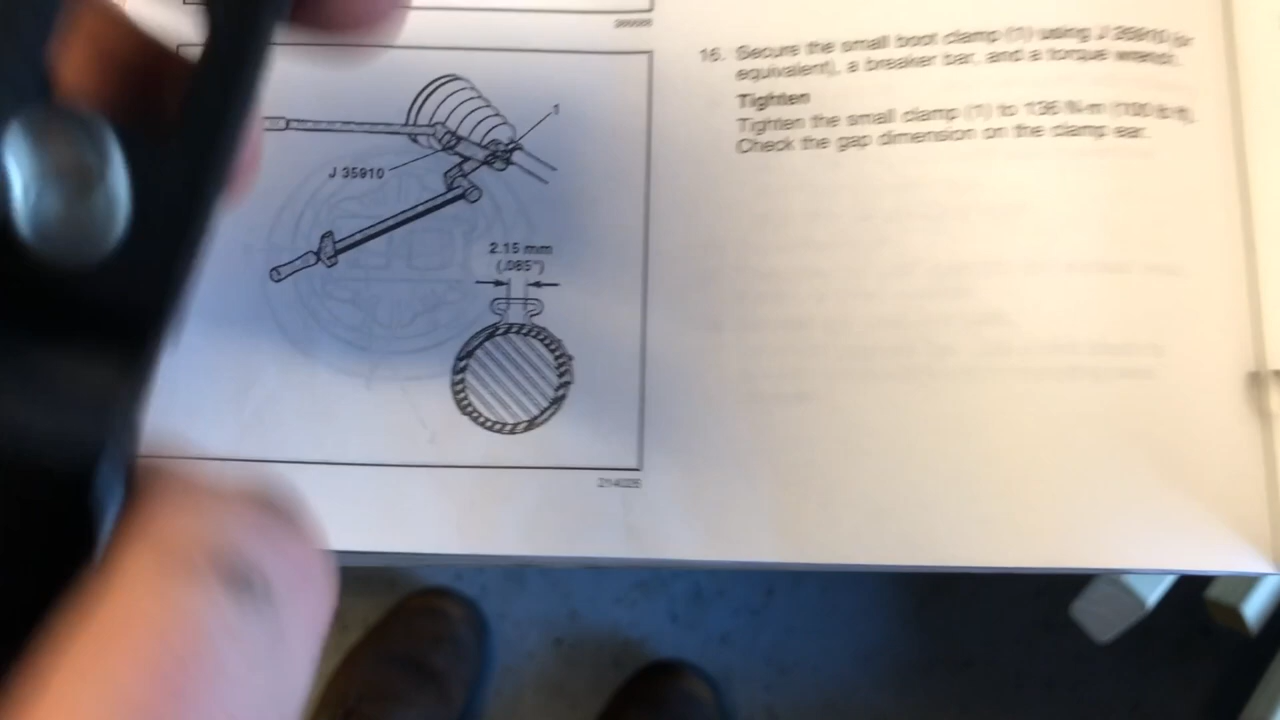 J 35910
1
2.15 mm
(.085")
214025
16. Secure the small boot clamp (1) using J 35910 (or
equivalent), a breaker bar, and a torque wrench.
Tighten
Tighten the small clamp (1) to 136 N·m (100 lb ft).
Check the gap dimension on the clamp ear.